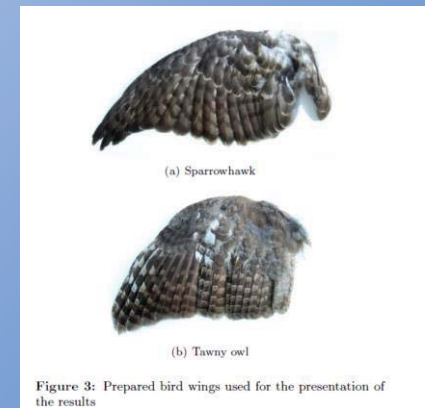 (a) Sparrowhawk
(b) Tawny owl
Figure 3: Prepared bird wings used for the presentation of
the results